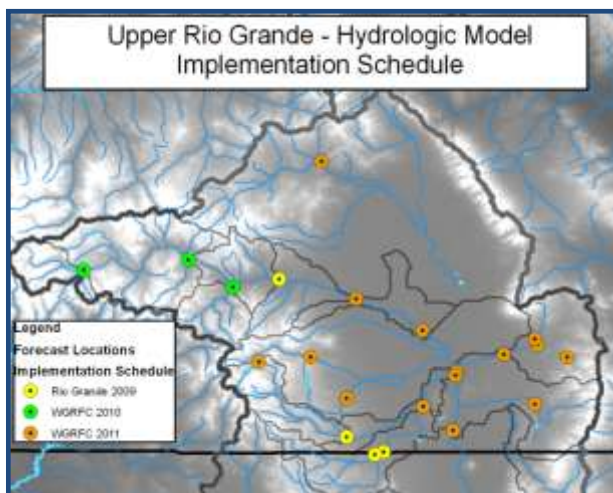 Upper Rio Grande - Hydrologic Model
Implementation Schedule
Legend
Forecast Locations
Implementation Schedule
Rio Grande 2009
WGRFC 2010
WGRFC 2011